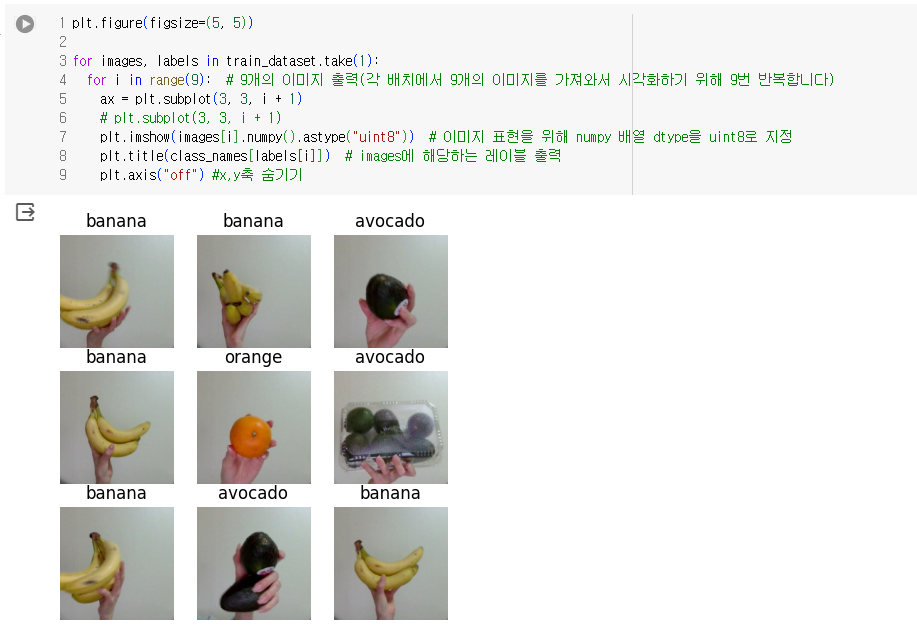 1 plt.figure(figsize=(5, 5))
2
3 for images, labels in train_dataset.take(1):
4   for i in range(9):  # 9개의 이미지 출력(각 배치에서 9개의 이미지를 가져와서 시각화하기 위해 9번 반복합니다)
5     ax = plt.subplot(3, 3, i + 1)
6     # plt.subplot(3, 3, i + 1)
7     plt.imshow(images[i].numpy().astype("uint8"))  # 이미지 표현을 위해 numpy 배열 dtype을 uint8로 지정
8     plt.title(class_names[labels[i]])  # images에 해당하는 레이블 출력
9     plt.axis("off") #x,y축 숨기기
banana banana avocado
banana orange avocado
banana avocado banana